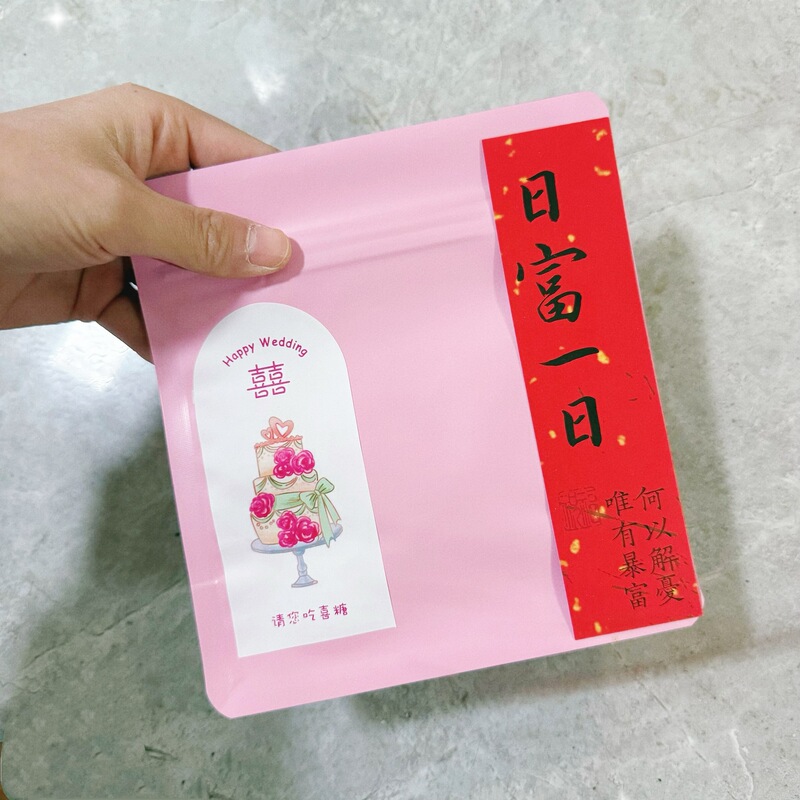 Happy Wedding
囍
请您吃喜糖
日富一日
何以解憂
唯有暴富